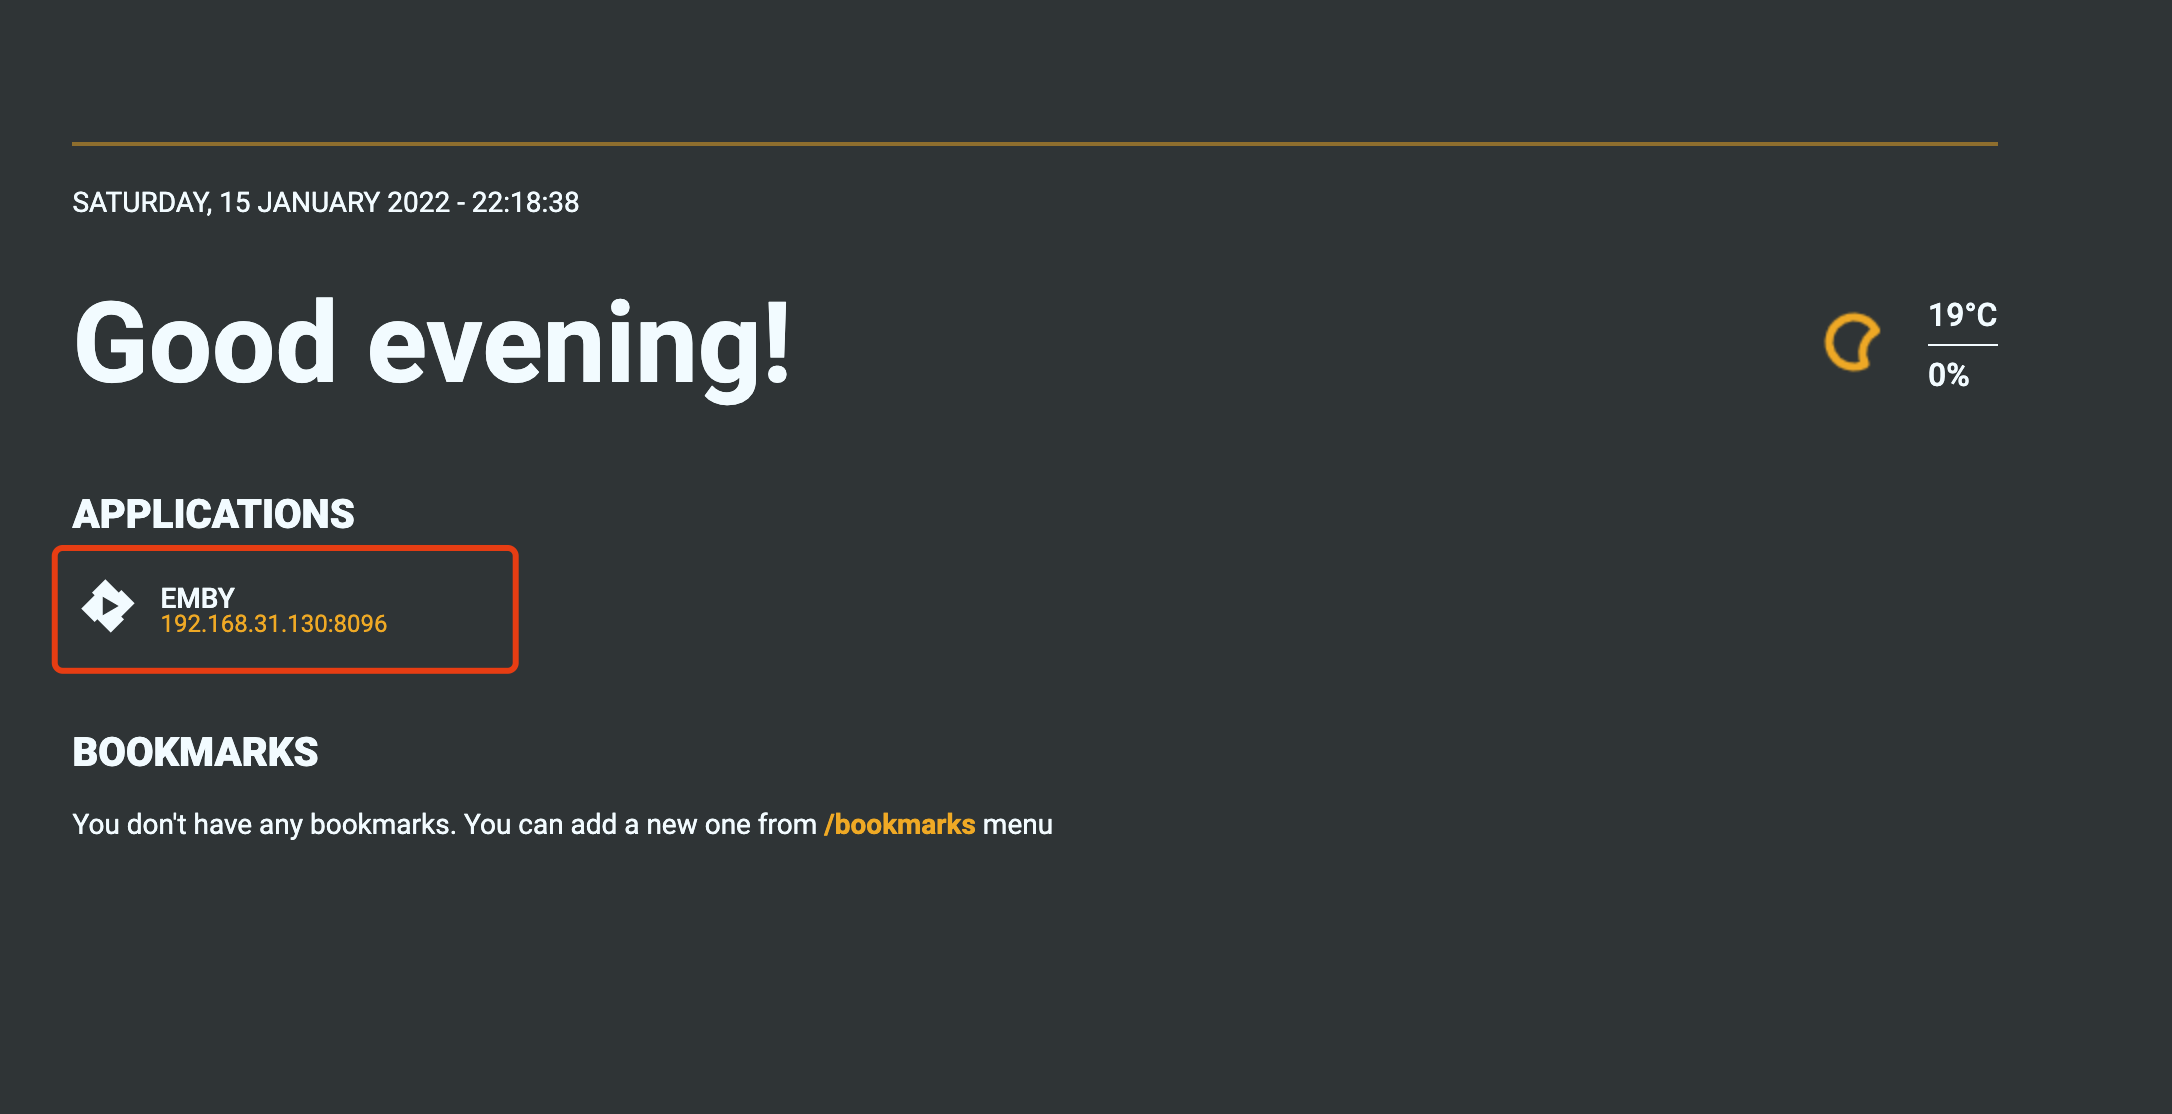 SATURDAY, 15 JANUARY 2022 - 22:18:38
Good evening!
19°C
0%
APPLICATIONS
EMBY
192.168.31.130:8096
BOOKMARKS
You don't have any bookmarks. You can add a new one from /bookmarks menu